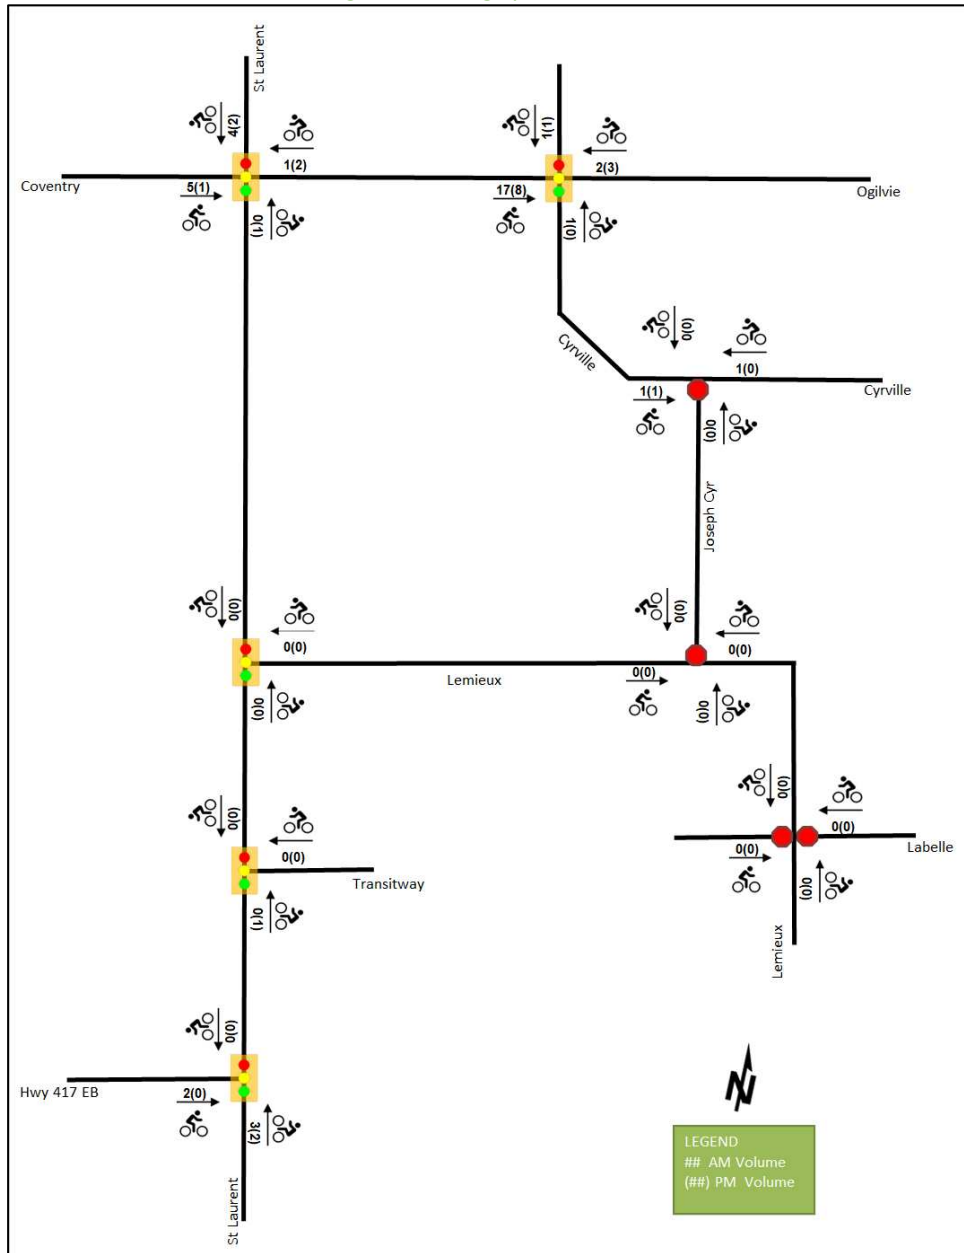 St Laurent
4(2)
1(2)
Coventry
5(1)
0(1)
1(1)
2(3)
17(8)
Ogilvie
1(0)
Cyrville
0(0)
1(0)
1(1)
Cyrville
0(0)
Joseph Cyr
0(0)
0(0)
0(0)
0(0)
0(0)
Lemieux
0(0)
0(0)
0(0)
0(0)
0(0)
0(0)
0(0)
Labelle
0(0)
0(0)
Transitway
0(1)
Lemieux
0(0)
Hwy 417 EB
2(0)
3(2)
St Laurent
N
LEGEND
## AM Volume
(##) PM Volume